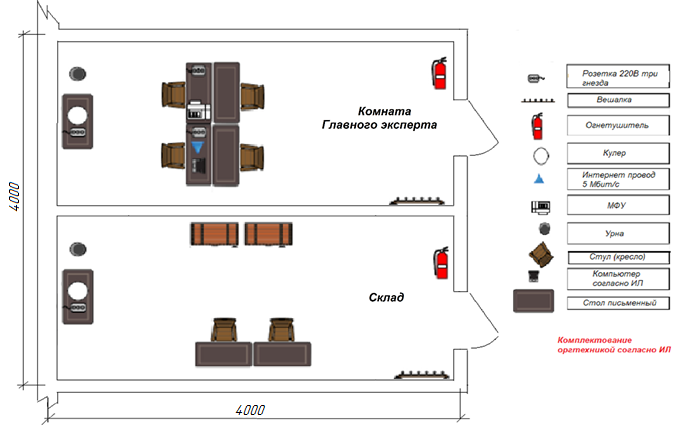 Комната
Главного эксперта
Склад
4000
4000
Розетка 220В три
гнезда
Вешалка
Огнетушитель
Кулер
Интернет провод
5 Мбит/с
МФУ
Урна
Стул (кресло)
Компьютер
согласно ИЛ
Стол письменный
Комплектование
оргтехникой согласно ИЛ